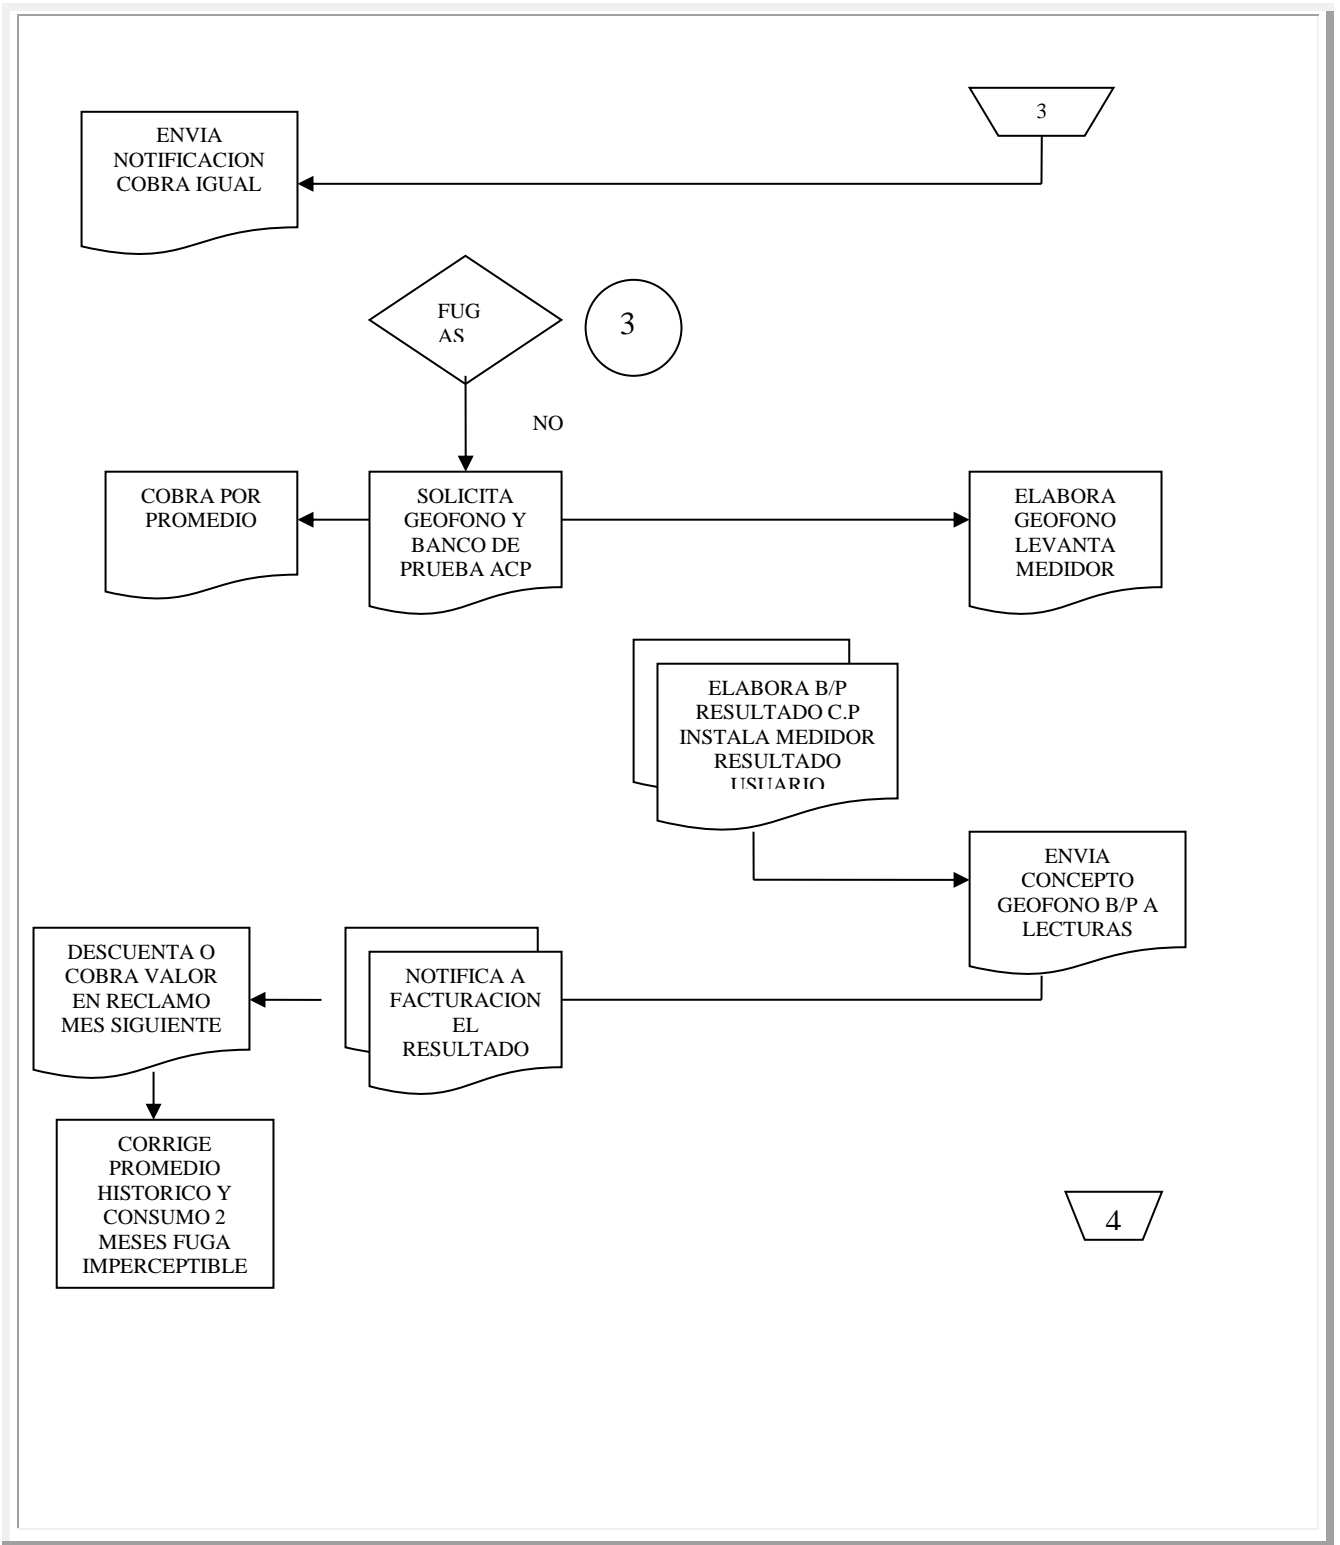 3
ENVIA
NOTIFICACION
COBRA IGUAL
FUG
AS
3
NO
COBRA POR
PROMEDIO
SOLICITA
GEOFONO Y
BANCO DE
PRUEBA ACP
ELABORA
GEOFONO
LEVANTA
MEDIDOR
ELABORA B/P
RESULTADO C.P
INSTALA MEDIDOR
RESULTADO
USUARIO
ENVIA
CONCEPTO
GEOFONO B/P A
LECTURAS
DESCUENTA O
COBRA VALOR
EN RECLAMO
MES SIGUIENTE
NOTIFICA A
FACTURACION
EL
RESULTADO
CORRIGE
PROMEDIO
HISTORICO Y
CONSUMO 2
MESES FUGA
IMPERCEPTIBLE
4